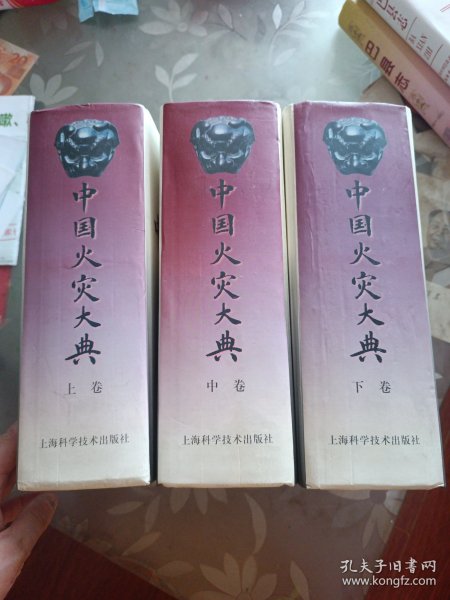 中国火灾大典
上卷
上海科学技术出版社
中国火灾大典
中卷
上海科学技术出版社
中国火灾大典
下卷
上海科学技术出版社
孔夫子旧书网
www.kongfz.com